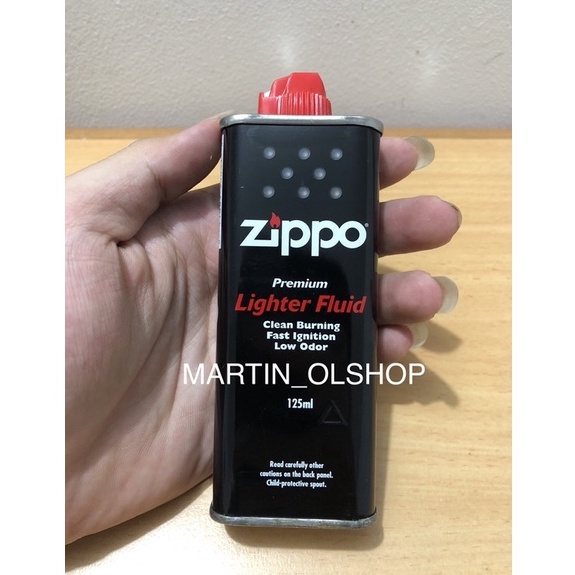 Zippo®
Premium
Lighter Fluid
Clean Burning
Fast Ignition
Low Odor
MARTIN_OLSHOP
125ml
Read carefully other
cautions on the back panel.
Child-protective spout.